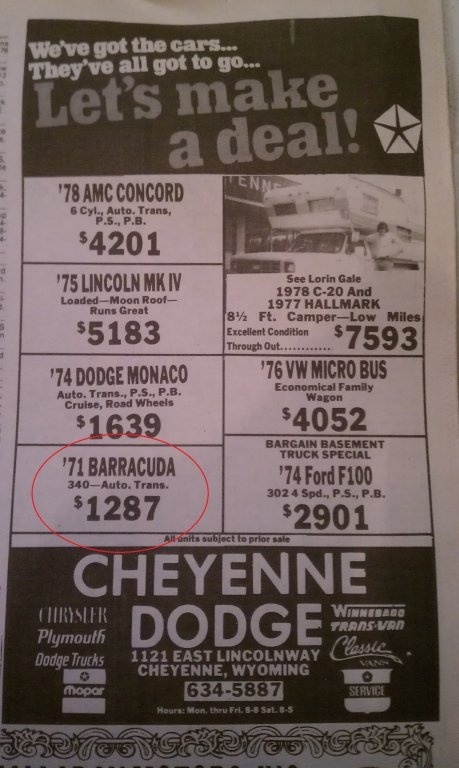 We've got the cars...
They've all got to go...
Let's make
a deal!
'78 AMC CONCORD
6 Cyl., Auto. Trans,
P.S., P.B.
$4201
'75 LINCOLN MK IV
Loaded—Moon Roof—
Runs Great
$5183
'74 DODGE MONACO
Auto. Trans., P.S., P.B.
Cruise, Road Wheels
$1639
'71 BARRACUDA
340—Auto. Trans.
$1287
See Lorin Gale
1978 C-20 And
1977 HALLMARK
8½ Ft. Camper—Low Miles
Excellent Condition
Through Out............ $7593
'76 VW MICRO BUS
Economical Family
Wagon
$4052
BARGAIN BASEMENT
TRUCK SPECIAL
'74 Ford F100
302 4 Spd., P.S., P.B.
$2901
All units subject to prior sale
CHEYENNE
DODGE
CHRYSLER
Plymouth
Dodge Trucks
Mopar
1121 EAST LINCOLNWAY
CHEYENNE, WYOMING
634-5887
Hours: Mon. thru Fri. 8-8 Sat. 8-5
WINNEBAGO
TRANS-VAN
Classic
VANS
SERVICE